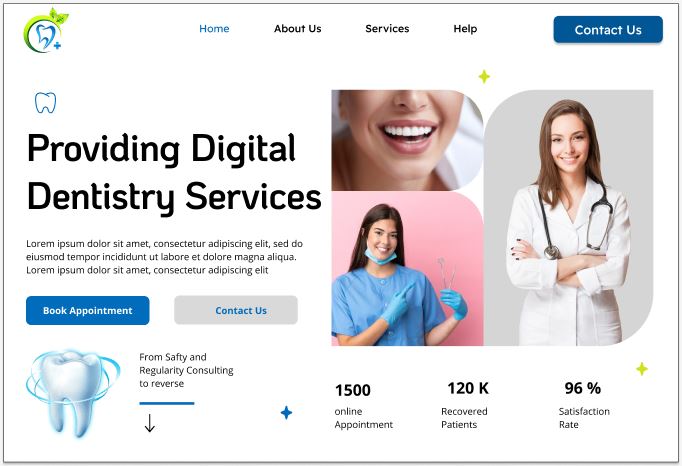 Home
About Us
Services
Help
Contact Us
Providing Digital
Dentistry Services
Lorem ipsum dolor sit amet, consectetur adipiscing elit, sed do
eiusmod tempor incididunt ut labore et dolore magna aliqua.
Lorem ipsum dolor sit amet, consectetur adipiscing elit
Book Appointment
Contact Us
From Safty and
Regularity Consulting
to reverse
1500
online
Appointment
120 K
Recovered
Patients
96 %
Satisfaction
Rate